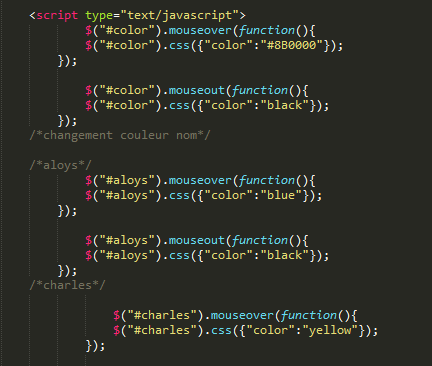 <script type="text/javascript">
$("#color").mouseover(function(){
$("#color").css({"color":"#8B0000"});
});
$("#color").mouseout(function(){
$("#color").css({"color":"black"});
});
/*changement couleur nom*/
/*aloys*/
$("#aloys").mouseover(function(){
$("#aloys").css({"color":"blue"});
});
$("#aloys").mouseout(function(){
$("#aloys").css({"color":"black"});
});
/*charles*/
$("#charles").mouseover(function(){
$("#charles").css({"color":"yellow"});
});